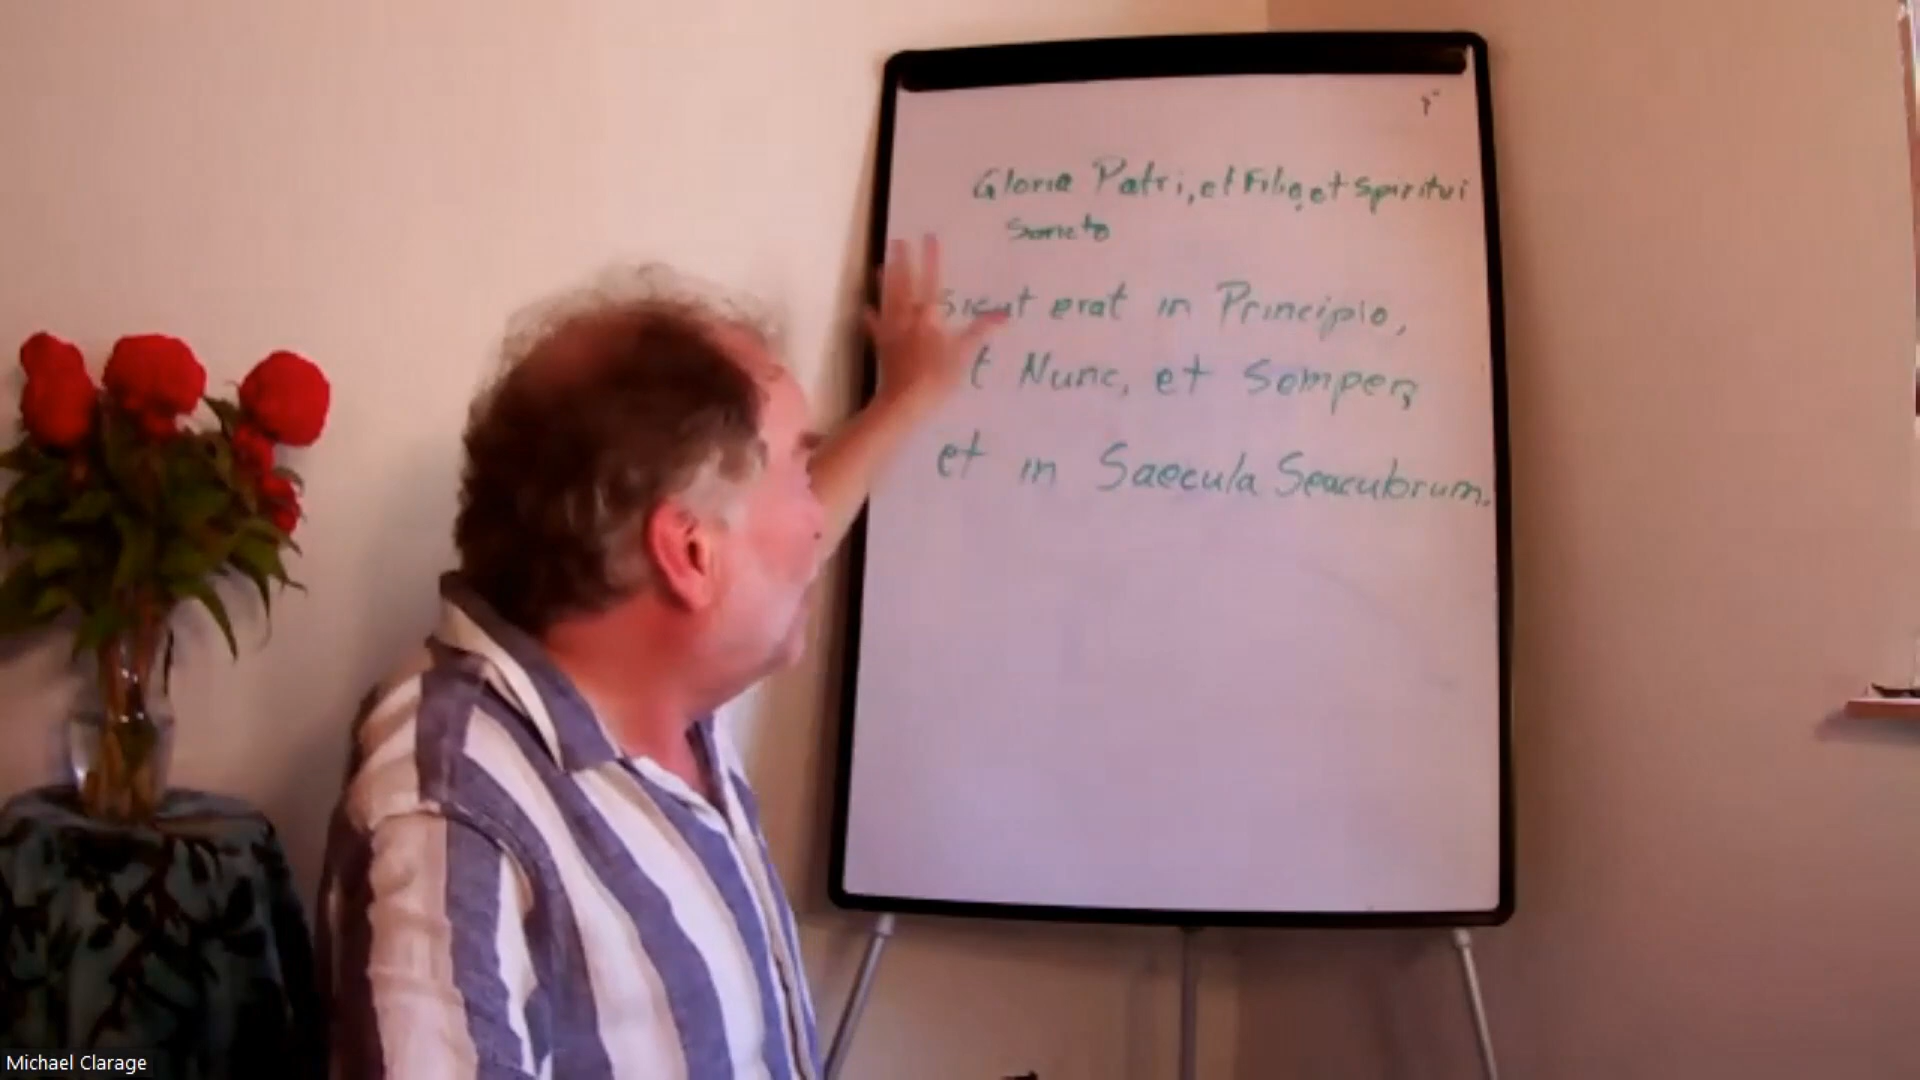 Gloria Patri, et Filio, et Spiritui
Sancto
Sicut erat in Principio,
t Nunc, et Semper,
et in Saecula Seacubrum.
Michael Clarage